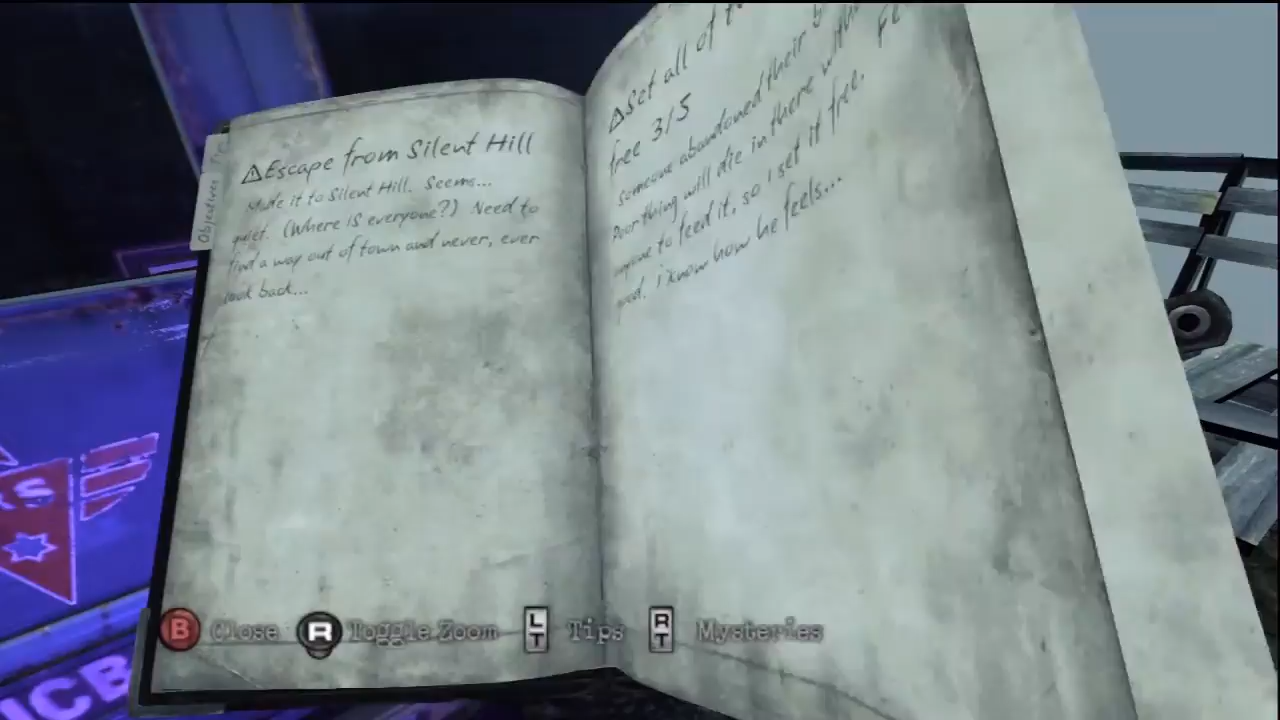 ⚠Escape from Silent Hill
Made it to Silent Hill. Seems...
quiet. (Where is everyone?) Need to
find a way out of town and never, ever
look back...
Objectives
⚠Set all of
free 3/5
Someone abandoned their
Poor thing will die in there
anyone to feed it, so I set it free.
good. I know how he feels...
B Close R Toggle Zoom LT Tips RT Mysteries